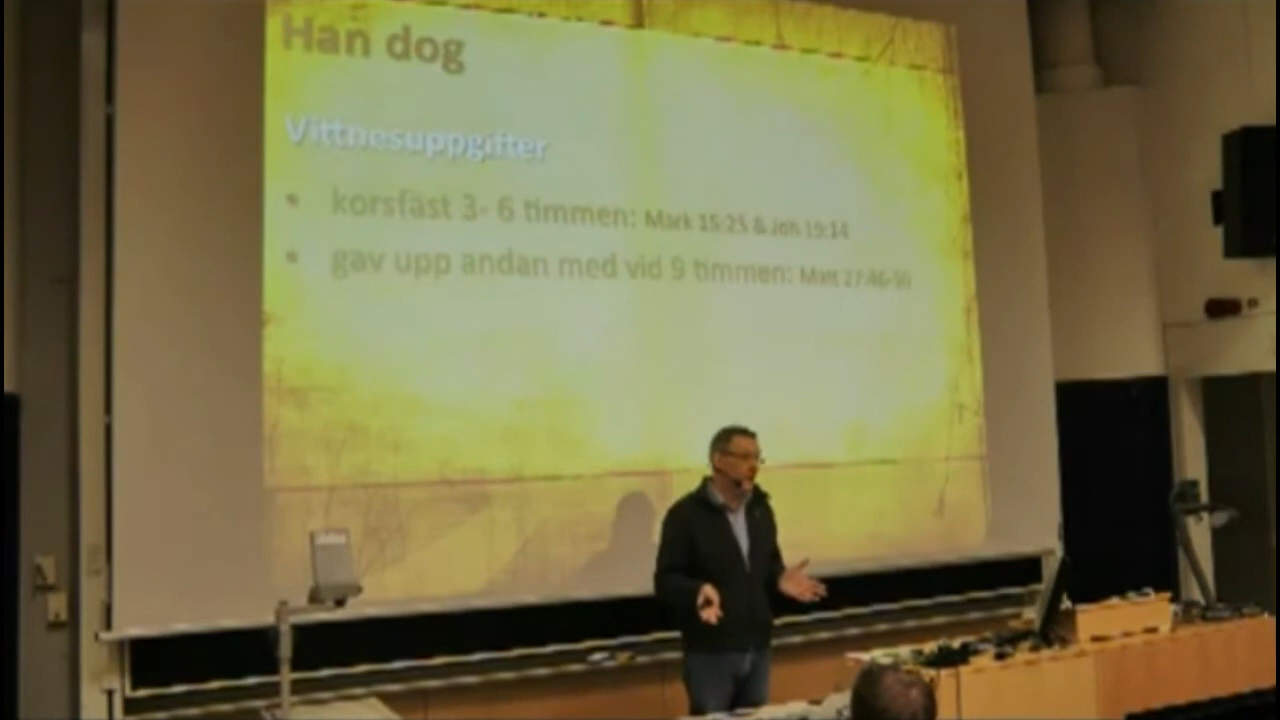 Han dog
Vittnesuppgifter
• korsfäst 3- 6 timmen: Mark 15:25 & Joh 19:14
• gav upp andan med vid 9 timmen: Matt 27:46-